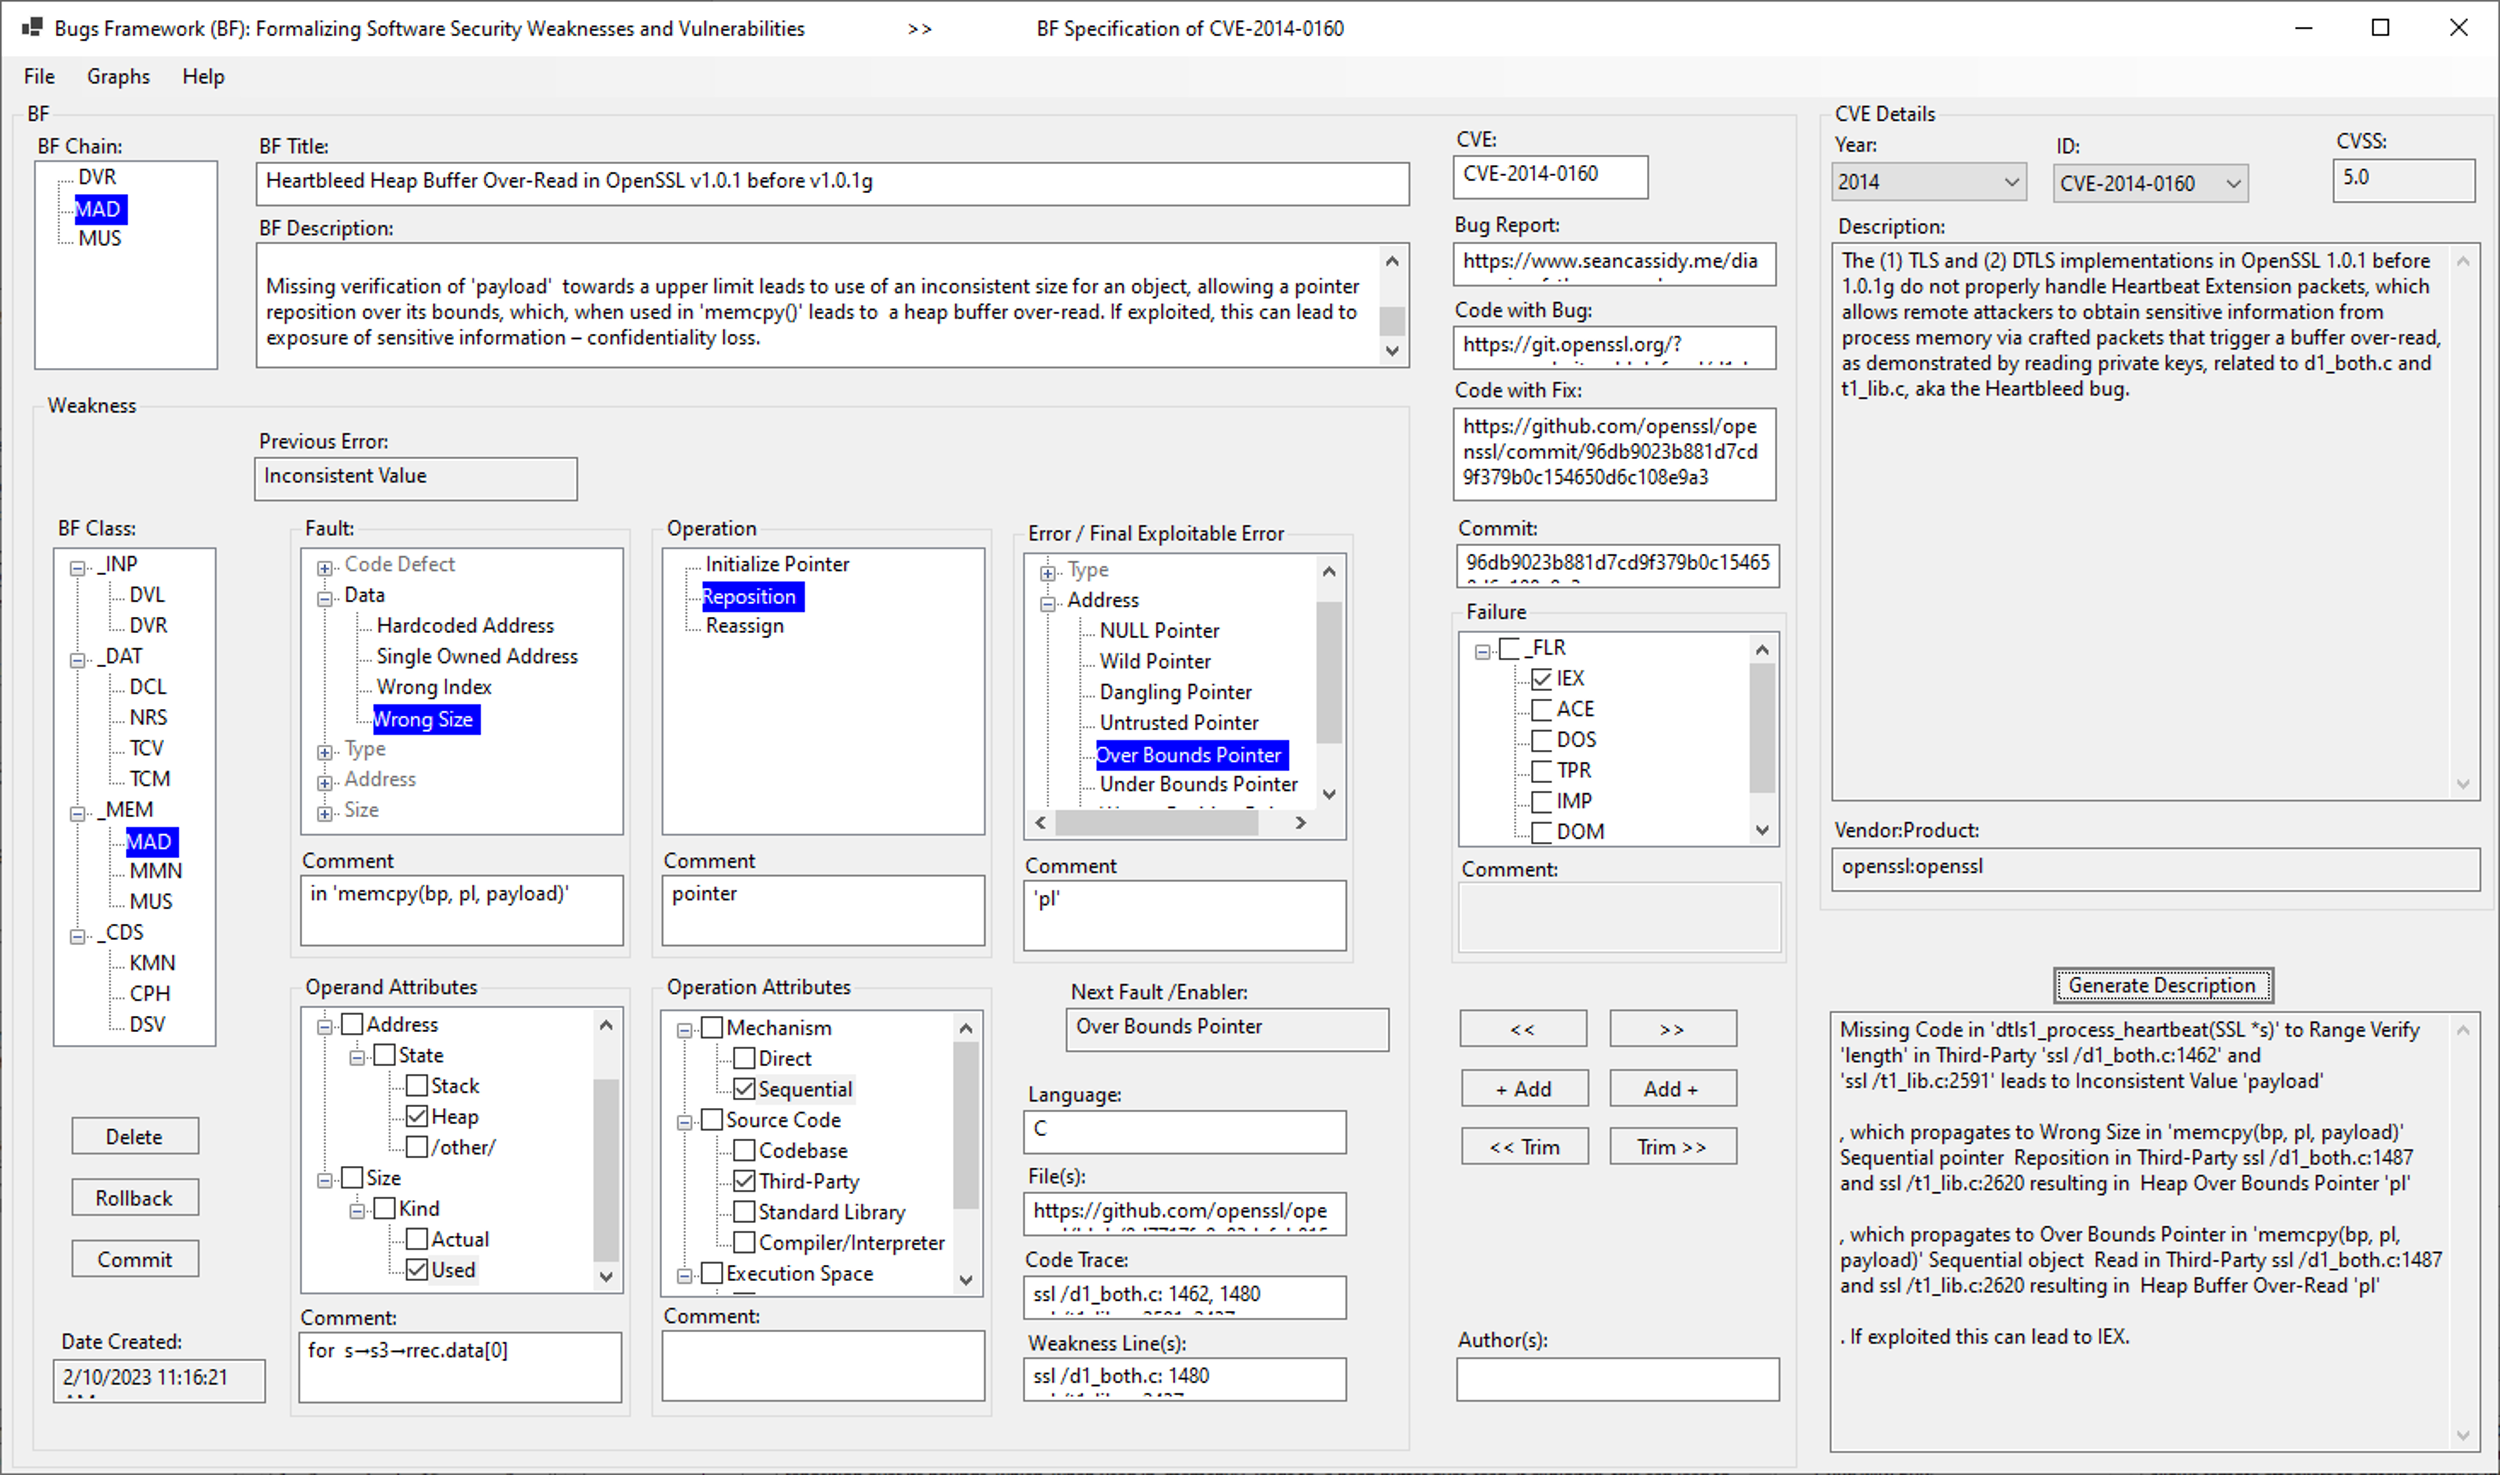 Bugs Framework (BF): Formalizing Software Security Weaknesses and Vulnerabilities >> BF Specification of CVE-2014-0160
File Graphs Help
BF
BF Chain:
DVR
MAD
MUS
BF Title:
Heartbleed Heap Buffer Over-Read in OpenSSL v1.0.1 before v1.0.1g
BF Description:
Missing verification of 'payload' towards a upper limit leads to use of an inconsistent size for an object, allowing a pointer
reposition over its bounds, which, when used in 'memcpy()' leads to a heap buffer over-read. If exploited, this can lead to
exposure of sensitive information – confidentiality loss.
Weakness
Previous Error:
Inconsistent Value
BF Class:
_INP
DVL
DVR
_DAT
DCL
NRS
TCV
TCM
_MEM
MAD
MMN
MUS
_CDS
KMN
CPH
DSV
Delete
Rollback
Commit
Date Created:
2/10/2023 11:16:21
Fault:
Code Defect
Data
Hardcoded Address
Single Owned Address
Wrong Index
Wrong Size
Type
Address
Size
Comment
in 'memcpy(bp, pl, payload)'
Operand Attributes
Address
State
Stack
Heap
/other/
Size
Kind
Actual
Used
Comment:
for s→s3→rrec.data[0]
Operation
Initialize Pointer
Reposition
Reassign
Comment
pointer
Operation Attributes
Mechanism
Direct
Sequential
Source Code
Codebase
Third-Party
Standard Library
Compiler/Interpreter
Execution Space
Comment:
Error / Final Exploitable Error
Type
Address
NULL Pointer
Wild Pointer
Dangling Pointer
Untrusted Pointer
Over Bounds Pointer
Under Bounds Pointer
Comment
'pl'
Next Fault /Enabler:
Over Bounds Pointer
Language:
C
File(s):
https://github.com/openssl/ope
Code Trace:
ssl /d1_both.c: 1462, 1480
Weakness Line(s):
ssl /d1_both.c: 1480
CVE:
CVE-2014-0160
Bug Report:
https://www.seancassidy.me/dia
Code with Bug:
https://git.openssl.org/?
Code with Fix:
https://github.com/openssl/ope
nssl/commit/96db9023b881d7cd
9f379b0c154650d6c108e9a3
Commit:
96db9023b881d7cd9f379b0c15465
Failure
_FLR
IEX
ACE
DOS
TPR
IMP
DOM
Comment:
<< >>
+ Add Add +
<< Trim Trim >>
Author(s):
CVE Details
Year:
2014
ID:
CVE-2014-0160
CVSS:
5.0
Description:
The (1) TLS and (2) DTLS implementations in OpenSSL 1.0.1 before
1.0.1g do not properly handle Heartbeat Extension packets, which
allows remote attackers to obtain sensitive information from
process memory via crafted packets that trigger a buffer over-read,
as demonstrated by reading private keys, related to d1_both.c and
t1_lib.c, aka the Heartbleed bug.
Vendor:Product:
openssl:openssl
Generate Description
Missing Code in 'dtls1_process_heartbeat(SSL *s)' to Range Verify
'length' in Third-Party 'ssl /d1_both.c:1462' and
'ssl /t1_lib.c:2591' leads to Inconsistent Value 'payload'
, which propagates to Wrong Size in 'memcpy(bp, pl, payload)'
Sequential pointer Reposition in Third-Party ssl /d1_both.c:1487
and ssl /t1_lib.c:2620 resulting in Heap Over Bounds Pointer 'pl'
, which propagates to Over Bounds Pointer in 'memcpy(bp, pl,
payload)' Sequential object Read in Third-Party ssl /d1_both.c:1487
and ssl /t1_lib.c:2620 resulting in Heap Buffer Over-Read 'pl'
. If exploited this can lead to IEX.